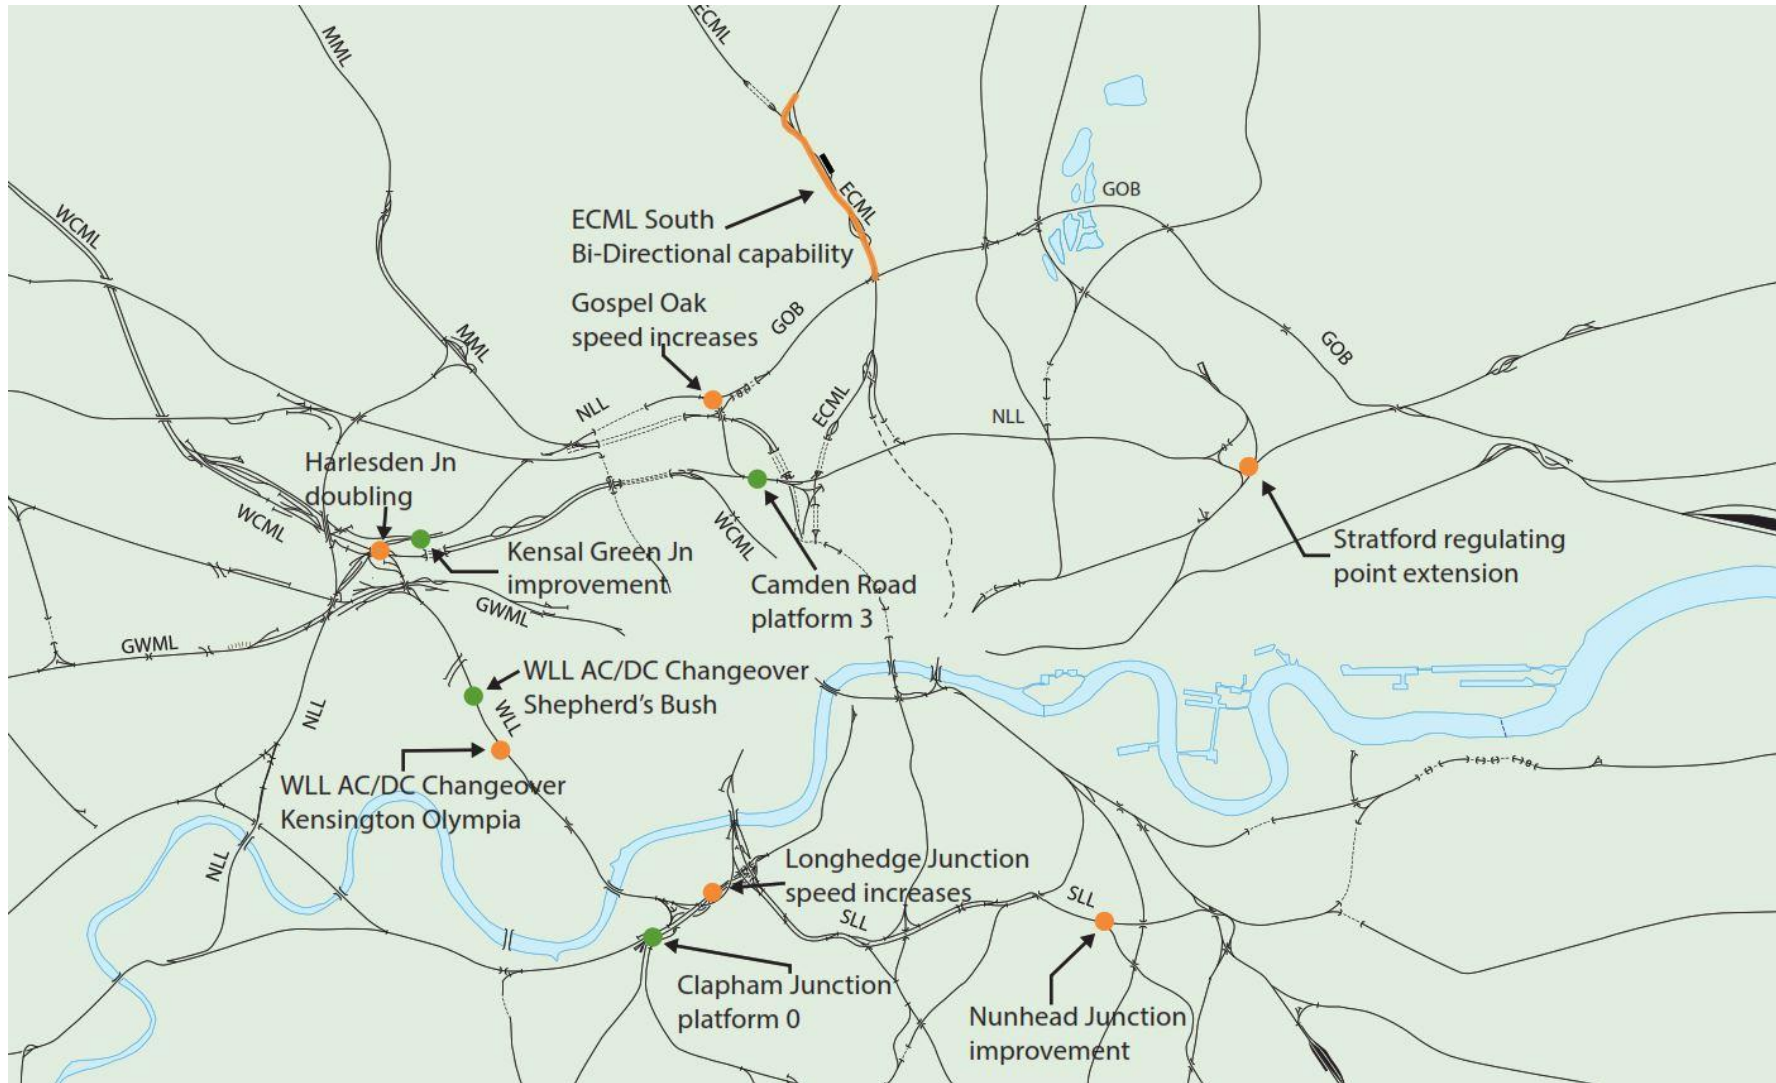 ECML
MML
WCML
ECML
GOB
ECML South
Bi-Directional capability
Gospel Oak
speed increases
GOB
MML
GOB
NLL
ECML
NLL
Harlesden Jn
doubling
WCML
WCML
Kensal Green Jn
improvement
Camden Road
platform 3
Stratford regulating
point extension
GWML
GWML
WLL AC/DC Changeover
Shepherd's Bush
NLL
WLL
WLL AC/DC Changeover
Kensington Olympia
NLL
Longhedge Junction
speed increases
SLL
SLL
Clapham Junction
platform 0
Nunhead Junction
improvement